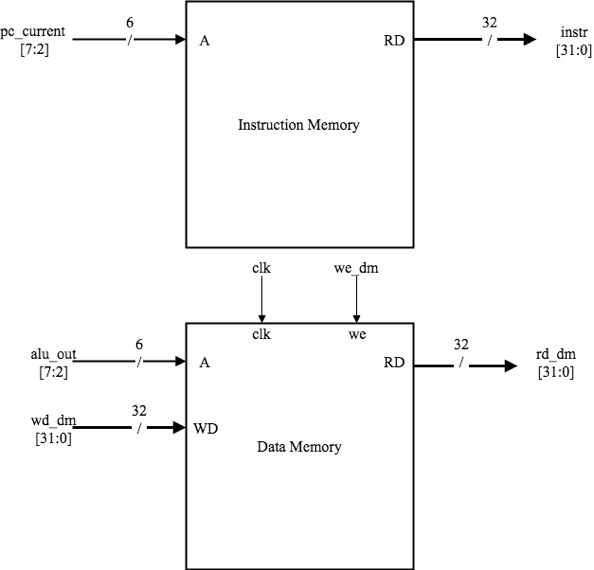 pc_current
[7:2]
6
/
A
RD
32
/
instr
[31:0]
Instruction Memory
clk
we_dm
clk
we
alu_out
[7:2]
6
/
A
RD
32
/
rd_dm
[31:0]
wd_dm
[31:0]
32
/
WD
Data Memory